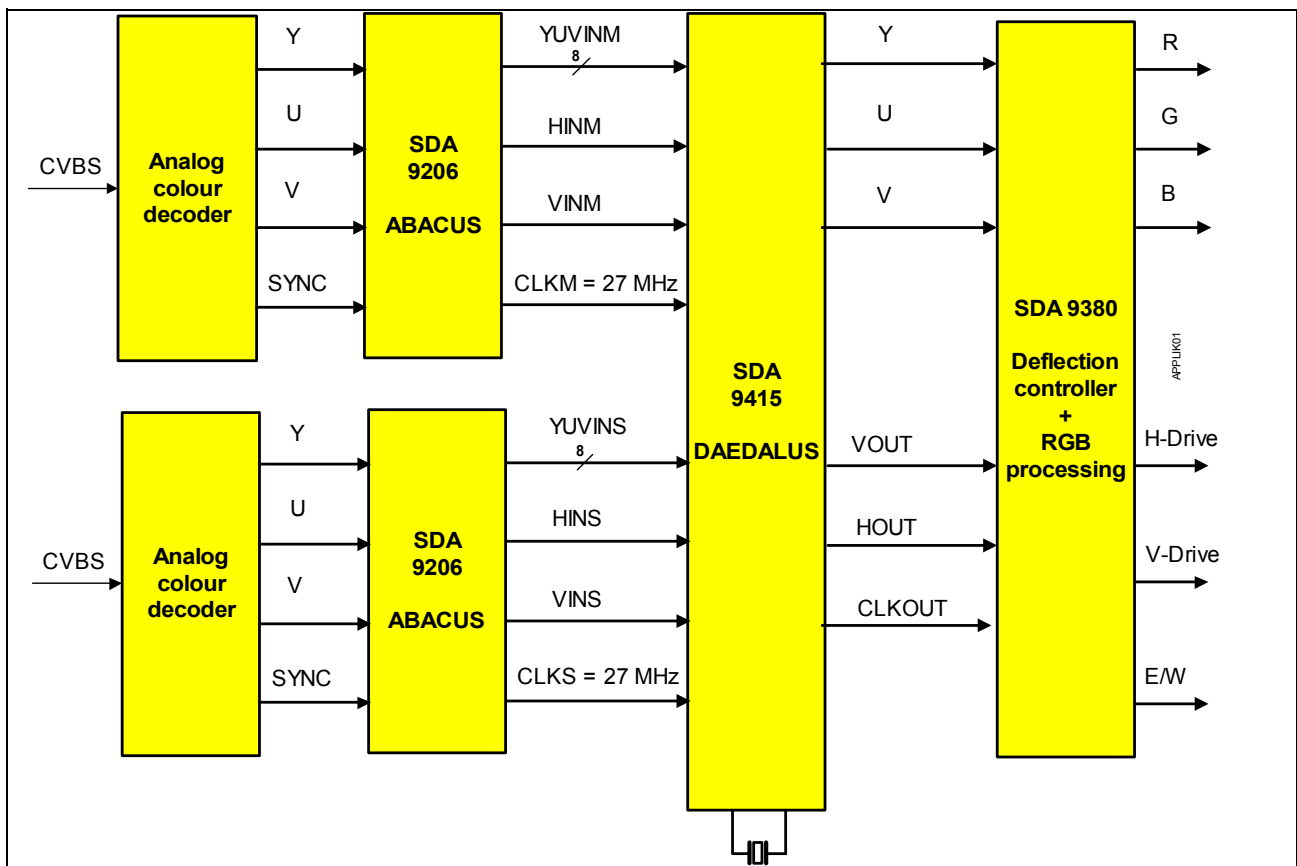 CVBS
Analog
colour
decoder
Y
U
V
SYNC
SDA
9206
ABACUS
YUVINM
8
HINM
VINM
CLKM = 27 MHz
CVBS
Analog
colour
decoder
Y
U
V
SYNC
SDA
9206
ABACUS
YUVINS
8
HINS
VINS
CLKS = 27 MHz
SDA
9415
DAEDALUS
Y
U
V
VOUT
HOUT
CLKOUT
SDA 9380
Deflection
controller
+
RGB
processing
R
G
B
APPLIK01
H-Drive
V-Drive
E/W